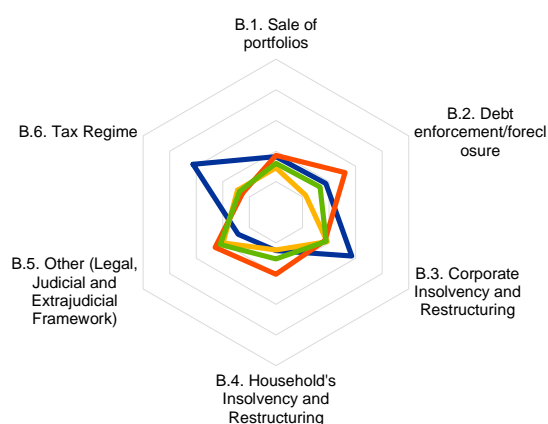 B.1. Sale of
portfolios
B.2. Debt
enforcement/forecl
osure
B.3. Corporate
Insolvency and
Restructuring
B.4. Household's
Insolvency and
Restructuring
B.5. Other (Legal,
Judicial and
Extrajudicial
Framework)
B.6. Tax Regime